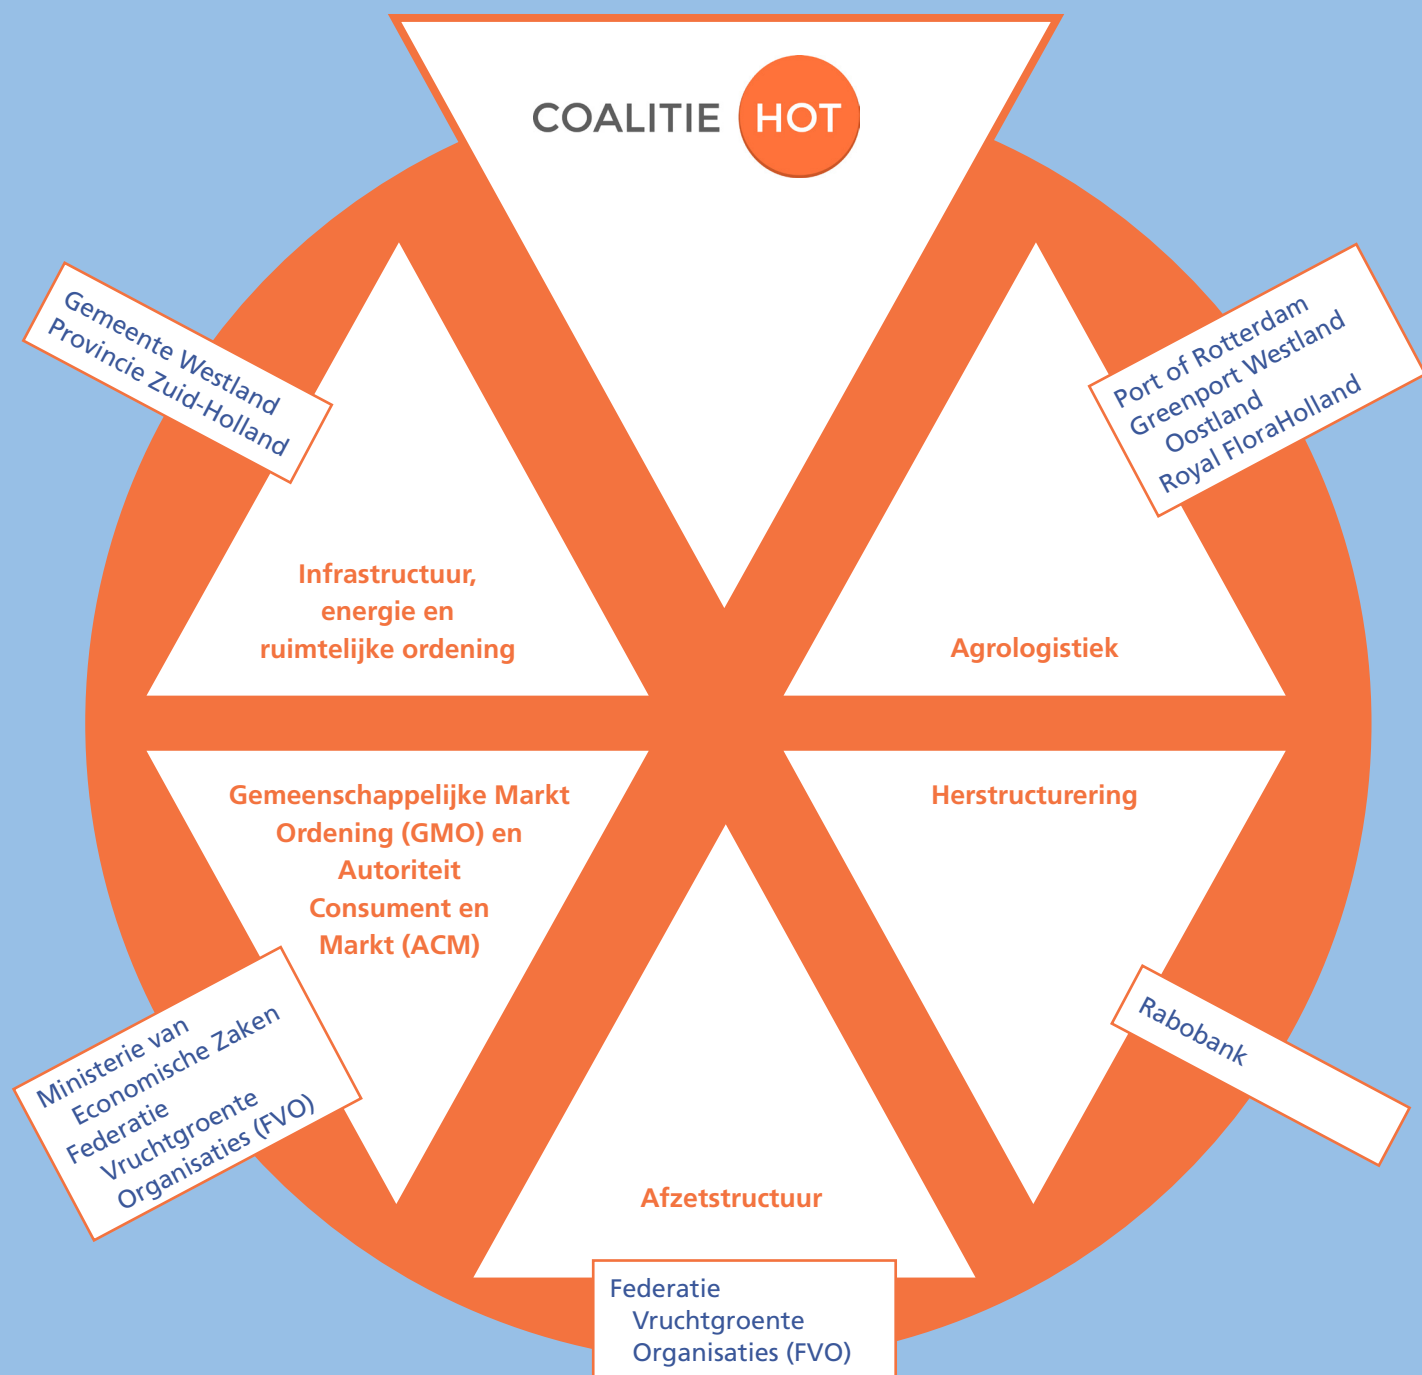 COALITIE HOT
Gemeente Westland
Provincie Zuid-Holland
Port of Rotterdam
Greenport Westland
Oostland
Royal FloraHolland
Infrastructuur,
energie en
ruimtelijke ordening
Agrologistiek
Gemeenschappelijke Markt
Ordening (GMO) en
Autoriteit
Consument en
Markt (ACM)
Herstructurering
Ministerie van
Economische Zaken
Federatie
Vruchtgroente
Organisaties (FVO)
Rabobank
Afzetstructuur
Federatie
Vruchtgroente
Organisaties (FVO)